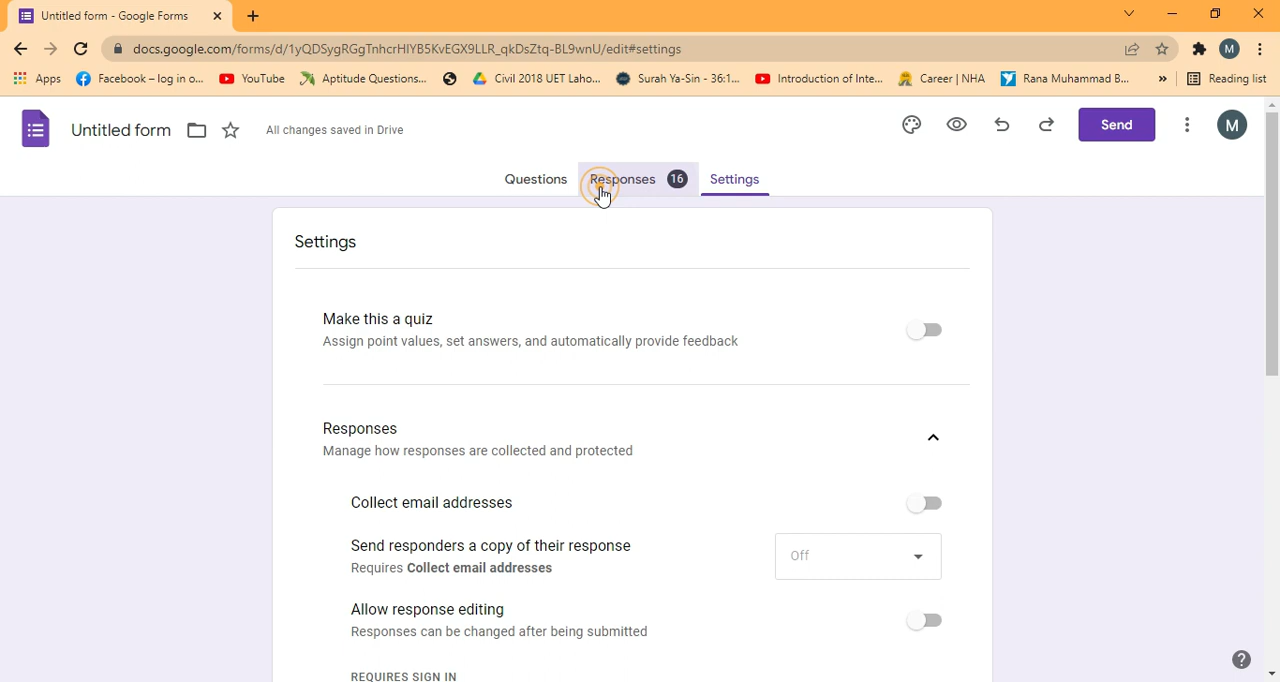 Untitled form - Google Forms
docs.google.com/forms/d/1yQDSygRGgTnhcrHIYB5KvEGX9LLR_qkDsZtq-BL9wnU/edit#settings
M
Apps
Facebook – log in o...
YouTube
Aptitude Questions...
Civil 2018 UET Laho...
Surah Ya-Sin - 36:1...
Introduction of Inte...
Career | NHA
Rana Muhammad B...
»
Reading list
Untitled form
All changes saved in Drive
Send
M
Questions
Responses 16
Settings
Settings
Make this a quiz
Assign point values, set answers, and automatically provide feedback
Responses
Manage how responses are collected and protected
Collect email addresses
Send responders a copy of their response
Requires Collect email addresses
Off
Allow response editing
Responses can be changed after being submitted
REQUIRES SIGN IN